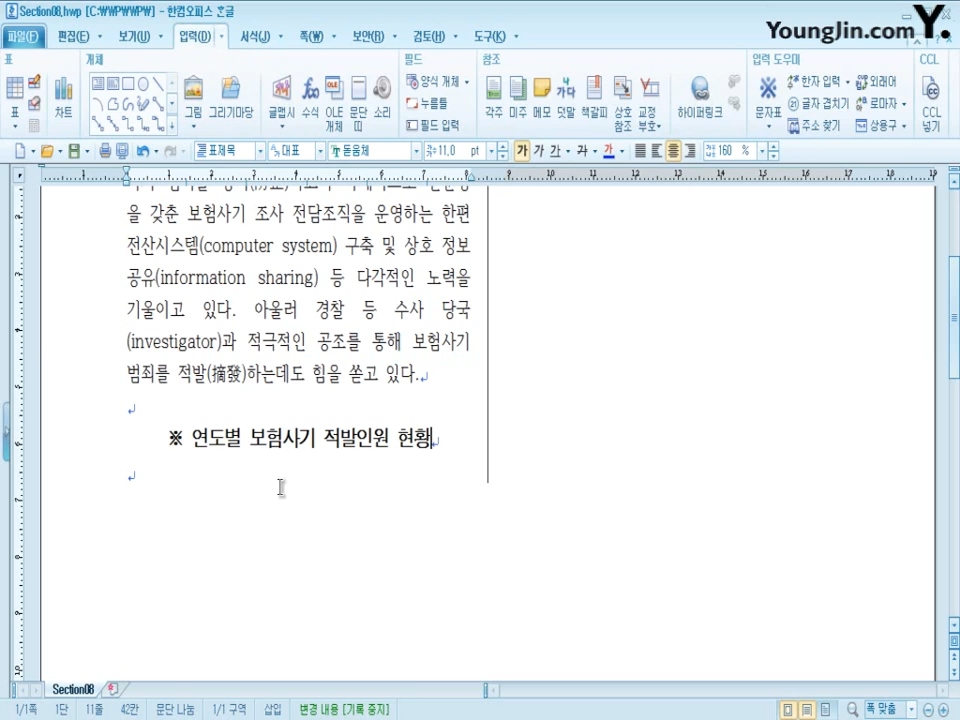 Section08.hwp [C:₩WP₩WP₩] - 한컴오피스 흔글
YoungJin.com Y.
파일(F) 편집(E) 보기(U) 입력(D) 서식(J) 쪽(W) 보안(B) 검토(H) 도구(K)
표 개체 필드 참조 입력 도우미 CCL
표 차트 그림 그리기마당 글맵시 수식 OLE 개체 문단 띠 소리
양식 개체
누름틀
필드 입력
각주 미주 메모 덧말 책갈피 상호 참조 교정 부호 하이퍼링크
문자표 한자 입력 외래어
글자 겹치기 로마자
주소 찾기 상용구
CCL 넣기
표제목 대표 돋음체 11,0 pt 가 가 가 가 가 160 %
을 갖춘 보험사기 조사 전담조직을 운영하는 한편
전산시스템(computer system) 구축 및 상호 정보
공유(information sharing) 등 다각적인 노력을
기울이고 있다. 아울러 경찰 등 수사 당국
(investigator)과 적극적인 공조를 통해 보험사기
범죄를 적발(摘發)하는데도 힘을 쏟고 있다.
※ 연도별 보험사기 적발인원 현황
Section08
1/1쪽 1단 11줄 42칸 문단 나눔 1/1 구역 삽입 변경 내용 [기록 중지] 폭 맞춤